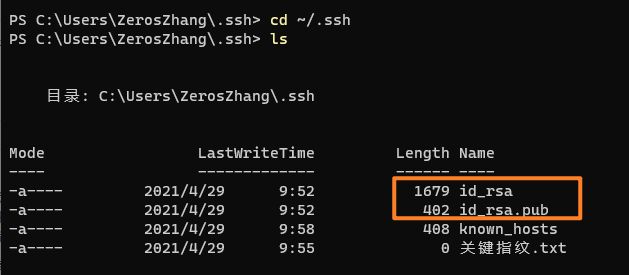 PS C:\Users\ZerosZhang\.ssh> cd ~/.ssh
PS C:\Users\ZerosZhang\.ssh> ls
目录: C:\Users\ZerosZhang\.ssh
Mode LastWriteTime Length Name
---- ------------- ------ ----
-a---- 2021/4/29 9:52 1679 id_rsa
-a---- 2021/4/29 9:52 402 id_rsa.pub
-a---- 2021/4/29 9:58 408 known_hosts
-a---- 2021/4/29 9:55 0 关键指纹.txt